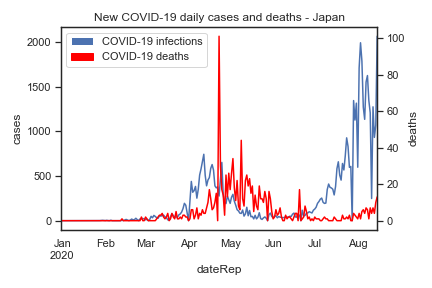 New COVID-19 daily cases and deaths - Japan
COVID-19 infections
COVID-19 deaths
2000
1500
1000
500
0
cases
100
80
60
40
20
0
deaths
Jan Feb Mar Apr May Jun Jul Aug
2020
dateRep